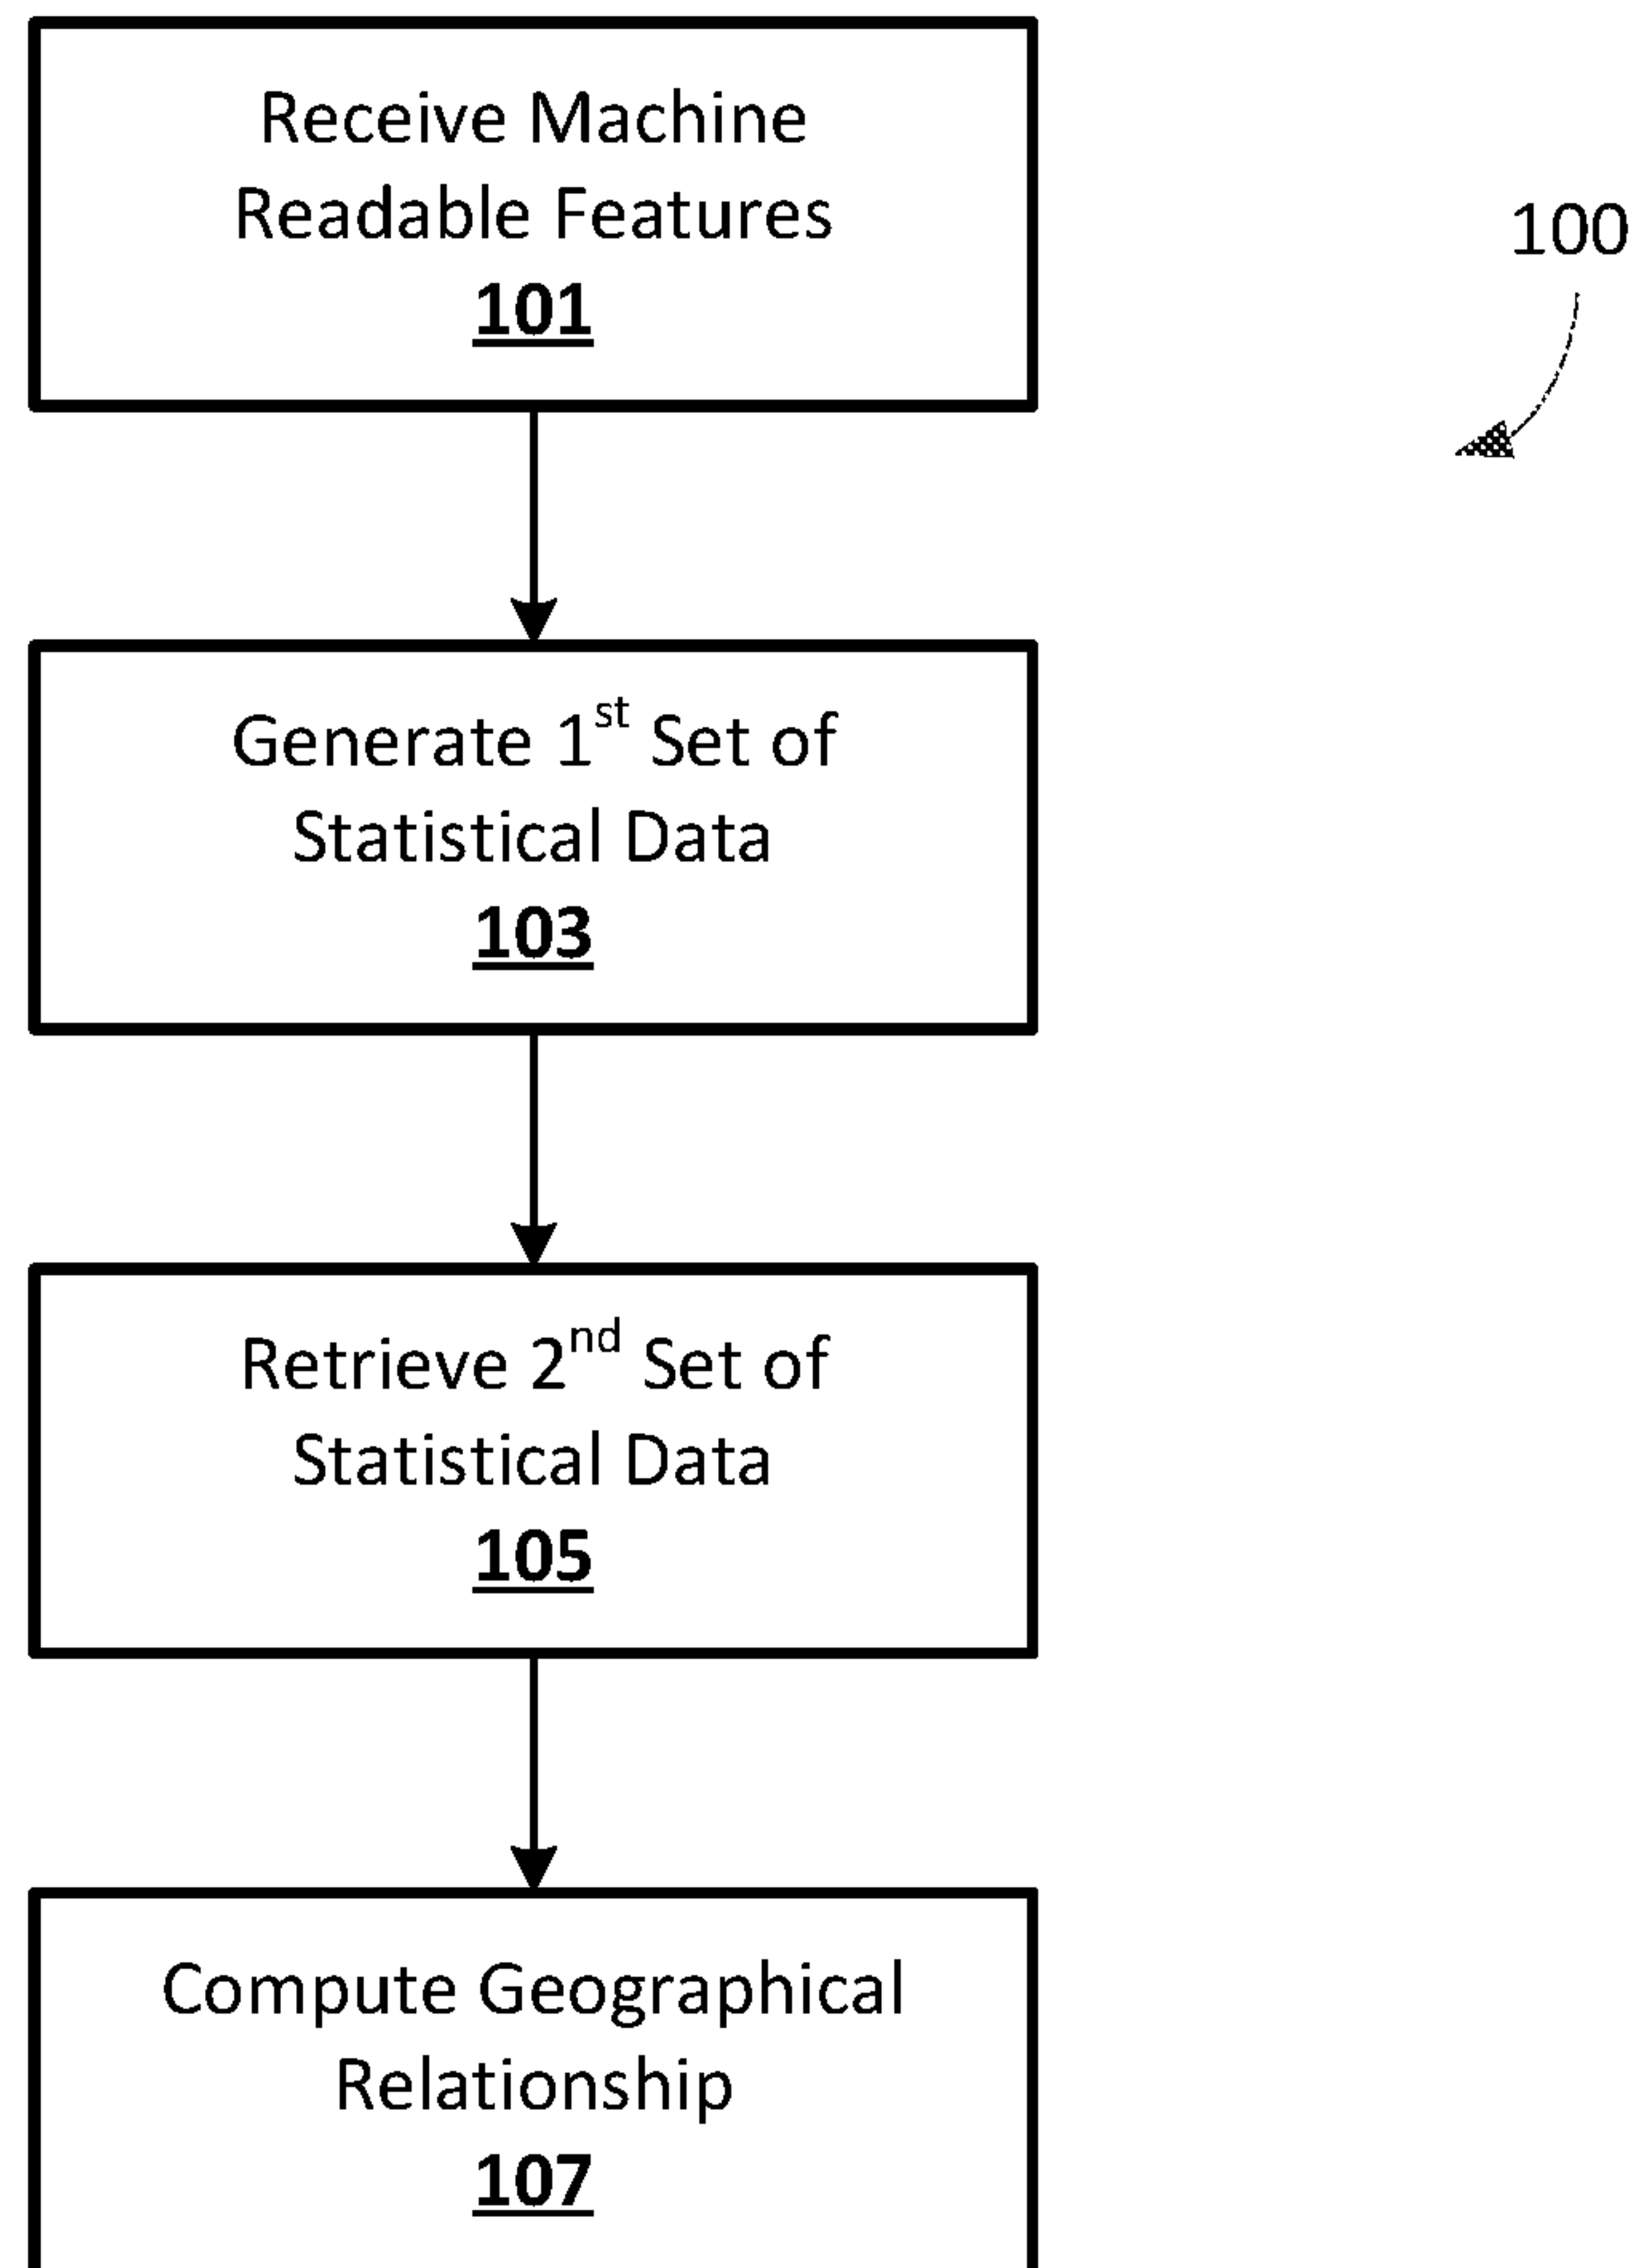 Receive Machine
Readable Features
101
100
Generate 1st Set of
Statistical Data
103
Retrieve 2nd Set of
Statistical Data
105
Compute Geographical
Relationship
107